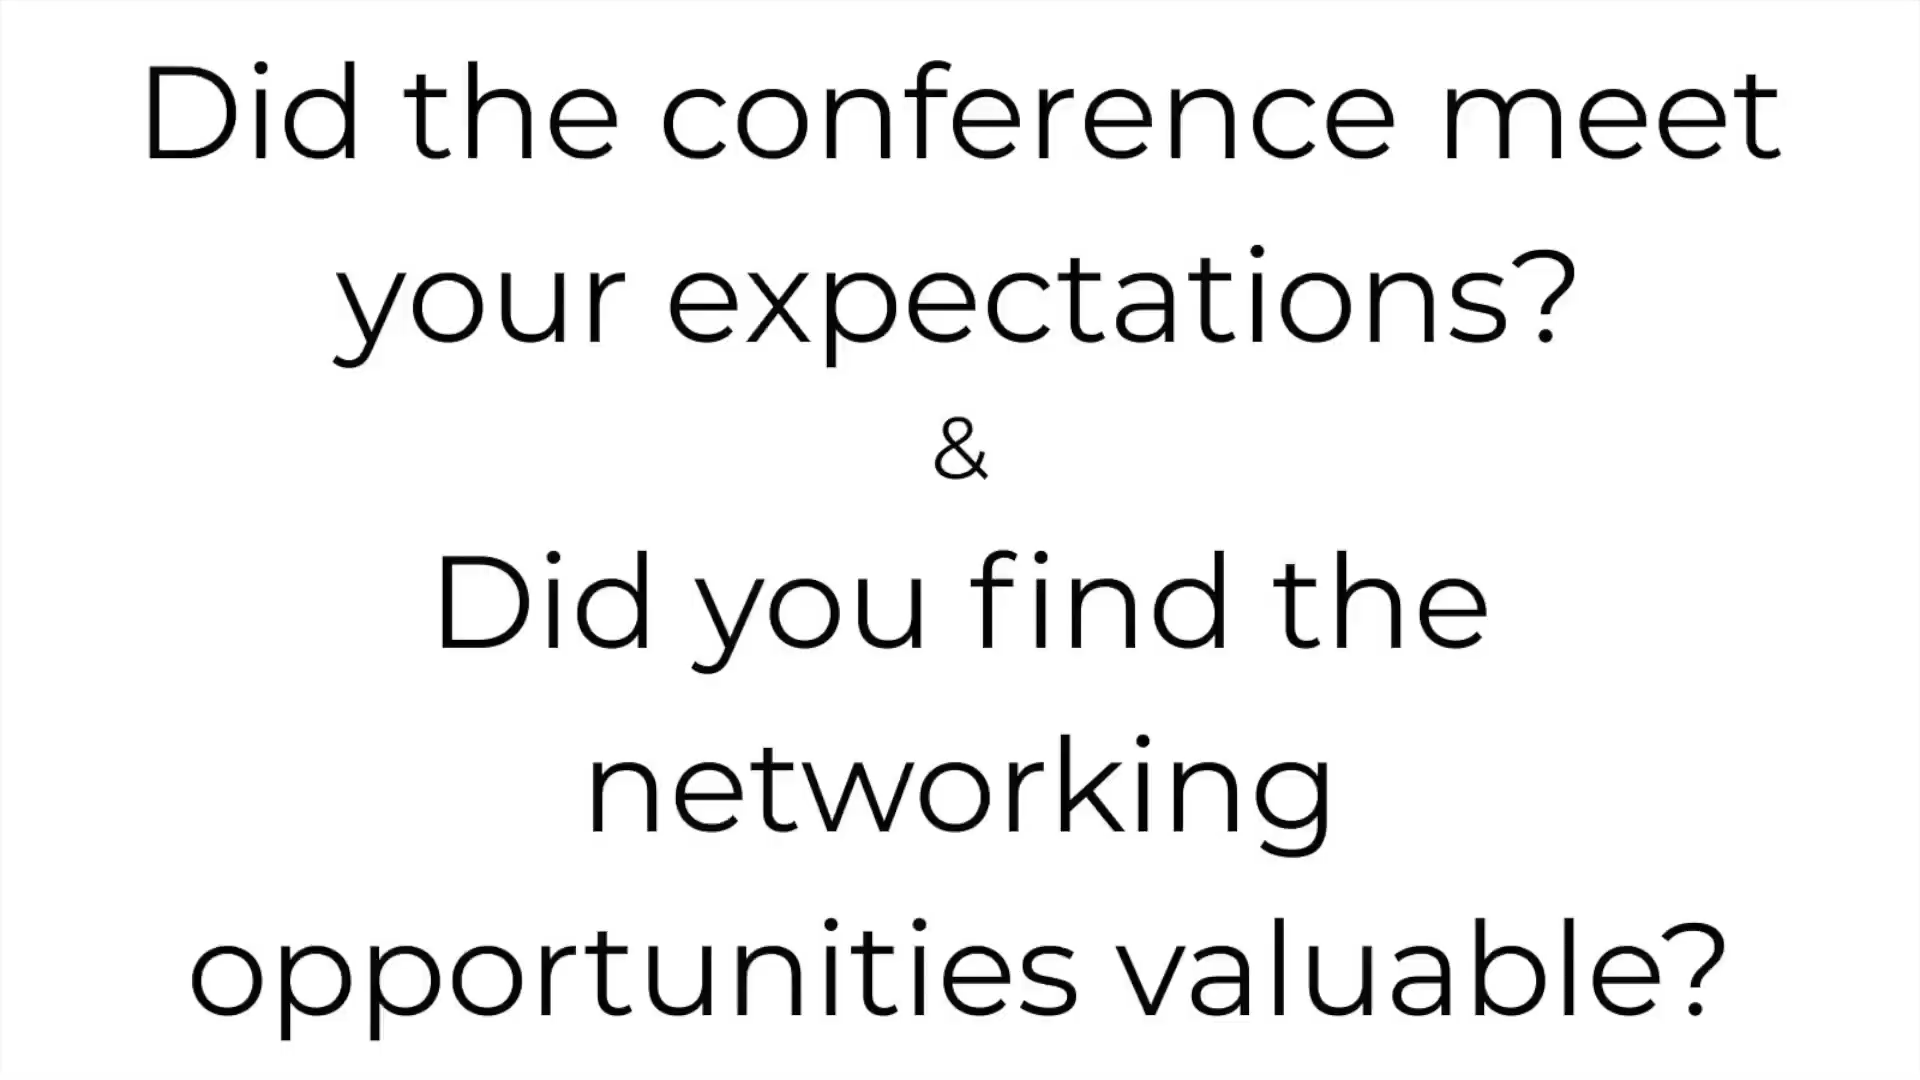 Did the conference meet
your expectations?
&
Did you find the
networking
opportunities valuable?